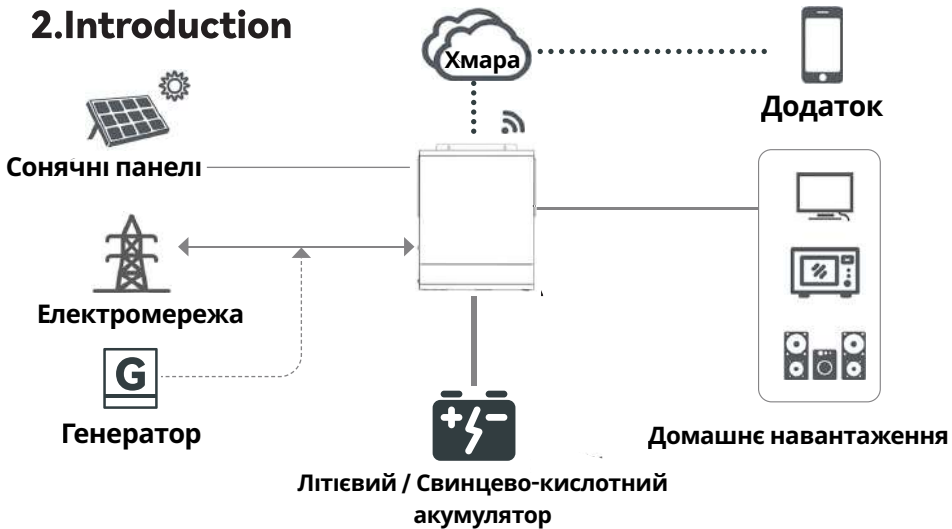 2.Introduction
Хмара
Додаток
Сонячні панелі
Електромережа
G
Генератор
Домашнє навантаження
Літієвий / Свинцево-кислотний
акумулятор